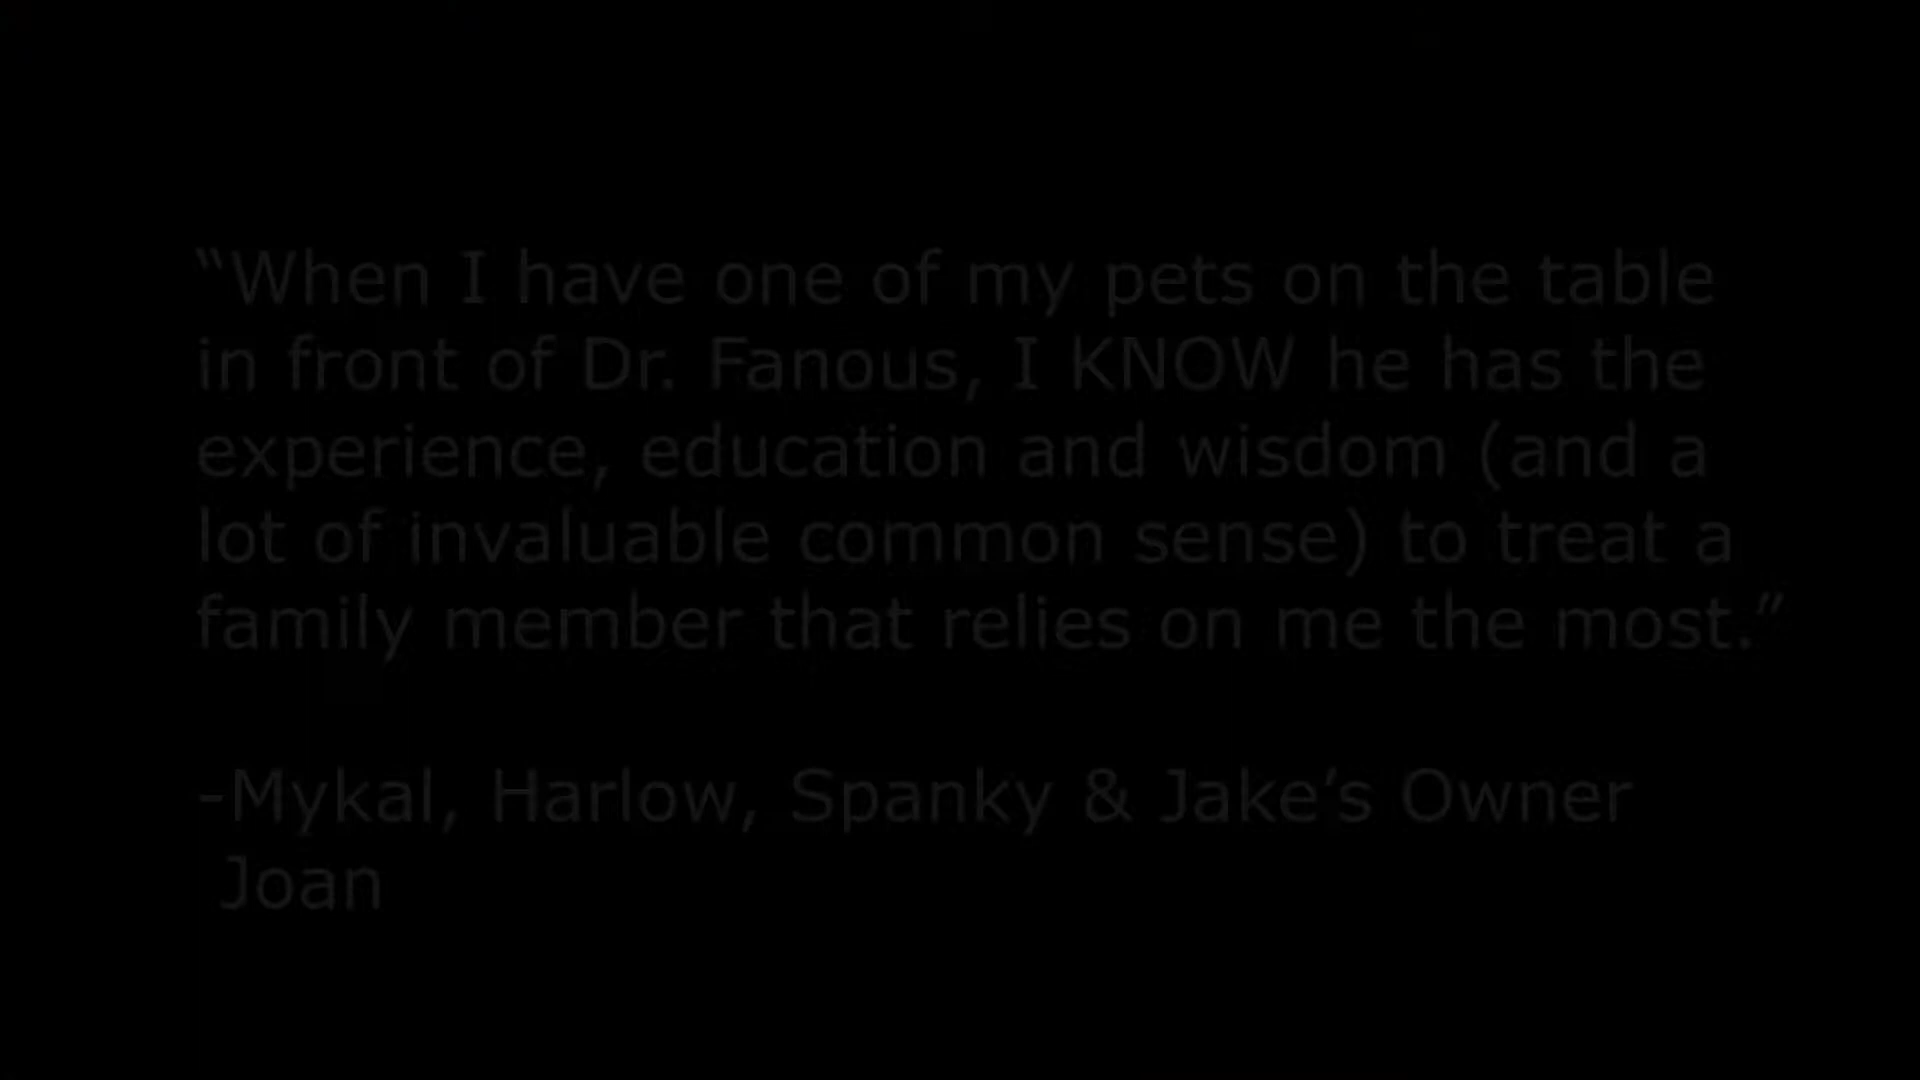 “When I have one of my pets on the table
in front of Dr. Fanous, I KNOW he has the
experience, education and wisdom (and a
lot of invaluable common sense) to treat a
family member that relies on me the most.”
-Mykal, Harlow, Spanky & Jake’s Owner
Joan